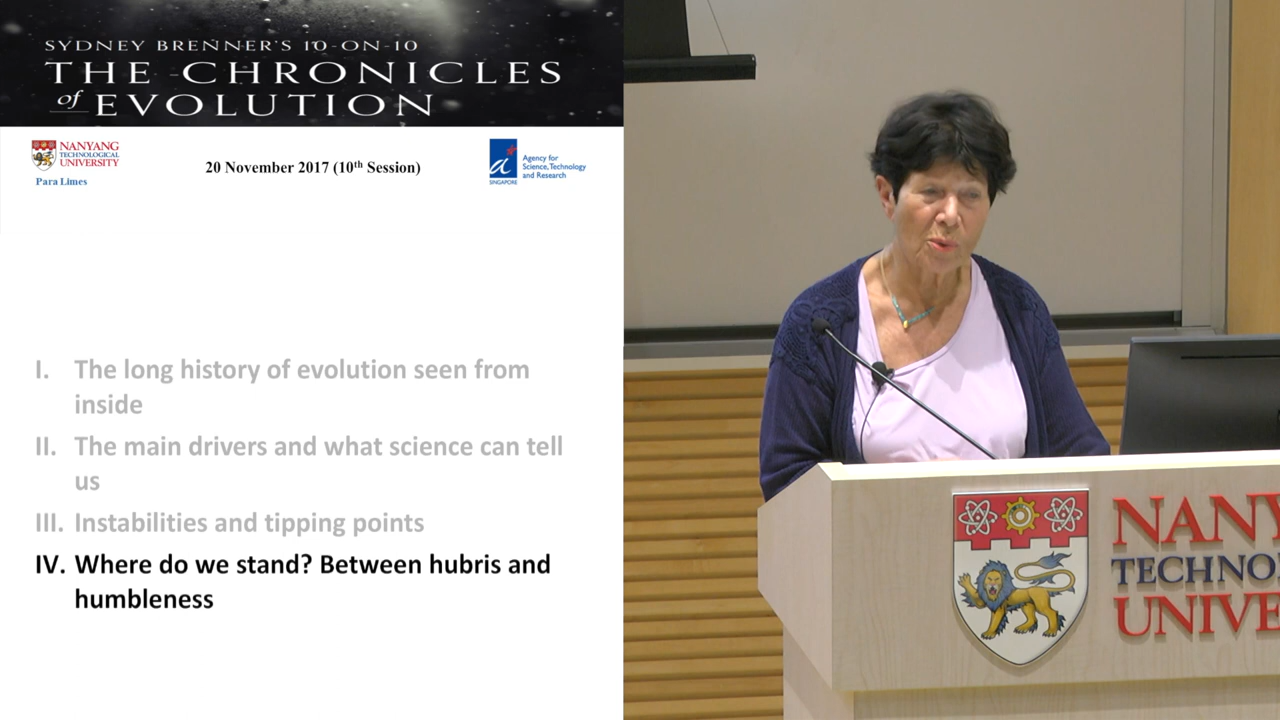 SYDNEY BRENNER'S 10-ON-10
THE CHRONICLES
of EVOLUTION
NANYANG
TECHNOLOGICAL
UNIVERSITY
Para Limes
20 November 2017 (10th Session)
Agency for
Science, Technology
and Research
SINGAPORE
I. The long history of evolution seen from
inside
II. The main drivers and what science can tell
us
III. Instabilities and tipping points
IV. Where do we stand? Between hubris and
humbleness
NANY
TECHNO
UNIVE